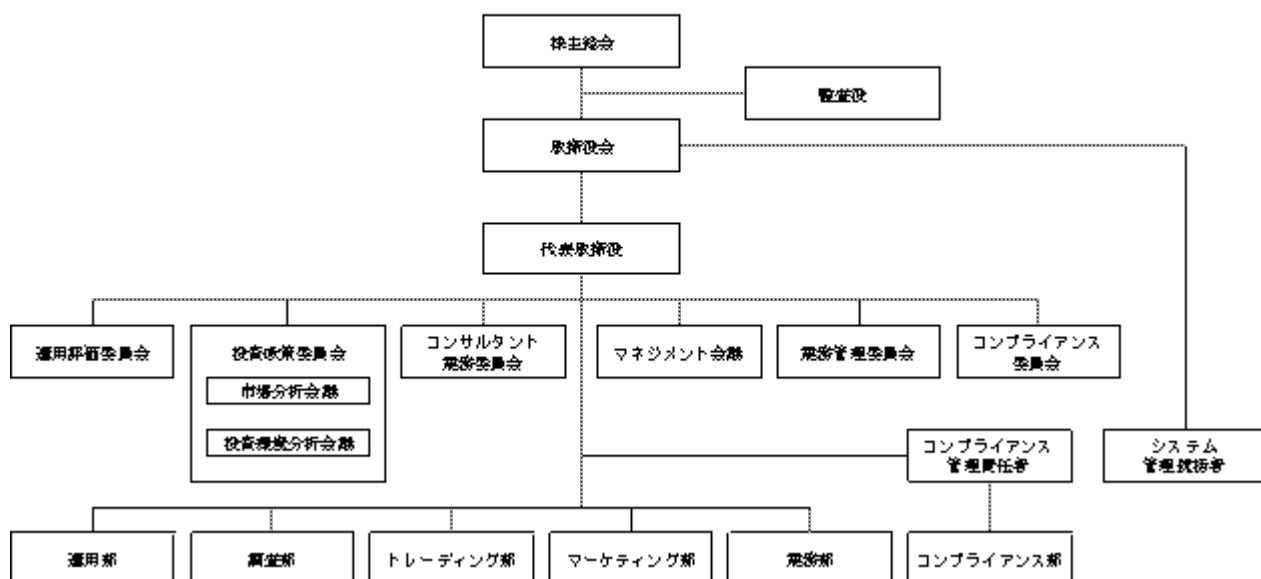 株主総会
監査役
取締役会
代表取締役
運用評価委員会
投資政策委員会
市場分析会議
投資環境分析会議
コンサルタント
業務委員会
マネジメント会議
業務管理委員会
コンプライアンス
委員会
コンプライアンス
管理責任者
システム
管理統括者
運用部
調査部
トレーディング部
マーケティング部
業務部
コンプライアンス部